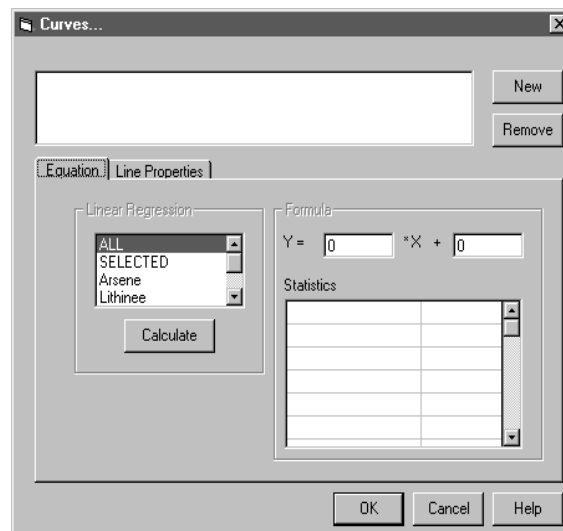 Curves...
New
Remove
Equation Line Properties
Linear Regression
ALL
SELECTED
Arsene
Lithinee
Calculate
Formula
Y = 0 *X + 0
Statistics
OK Cancel Help